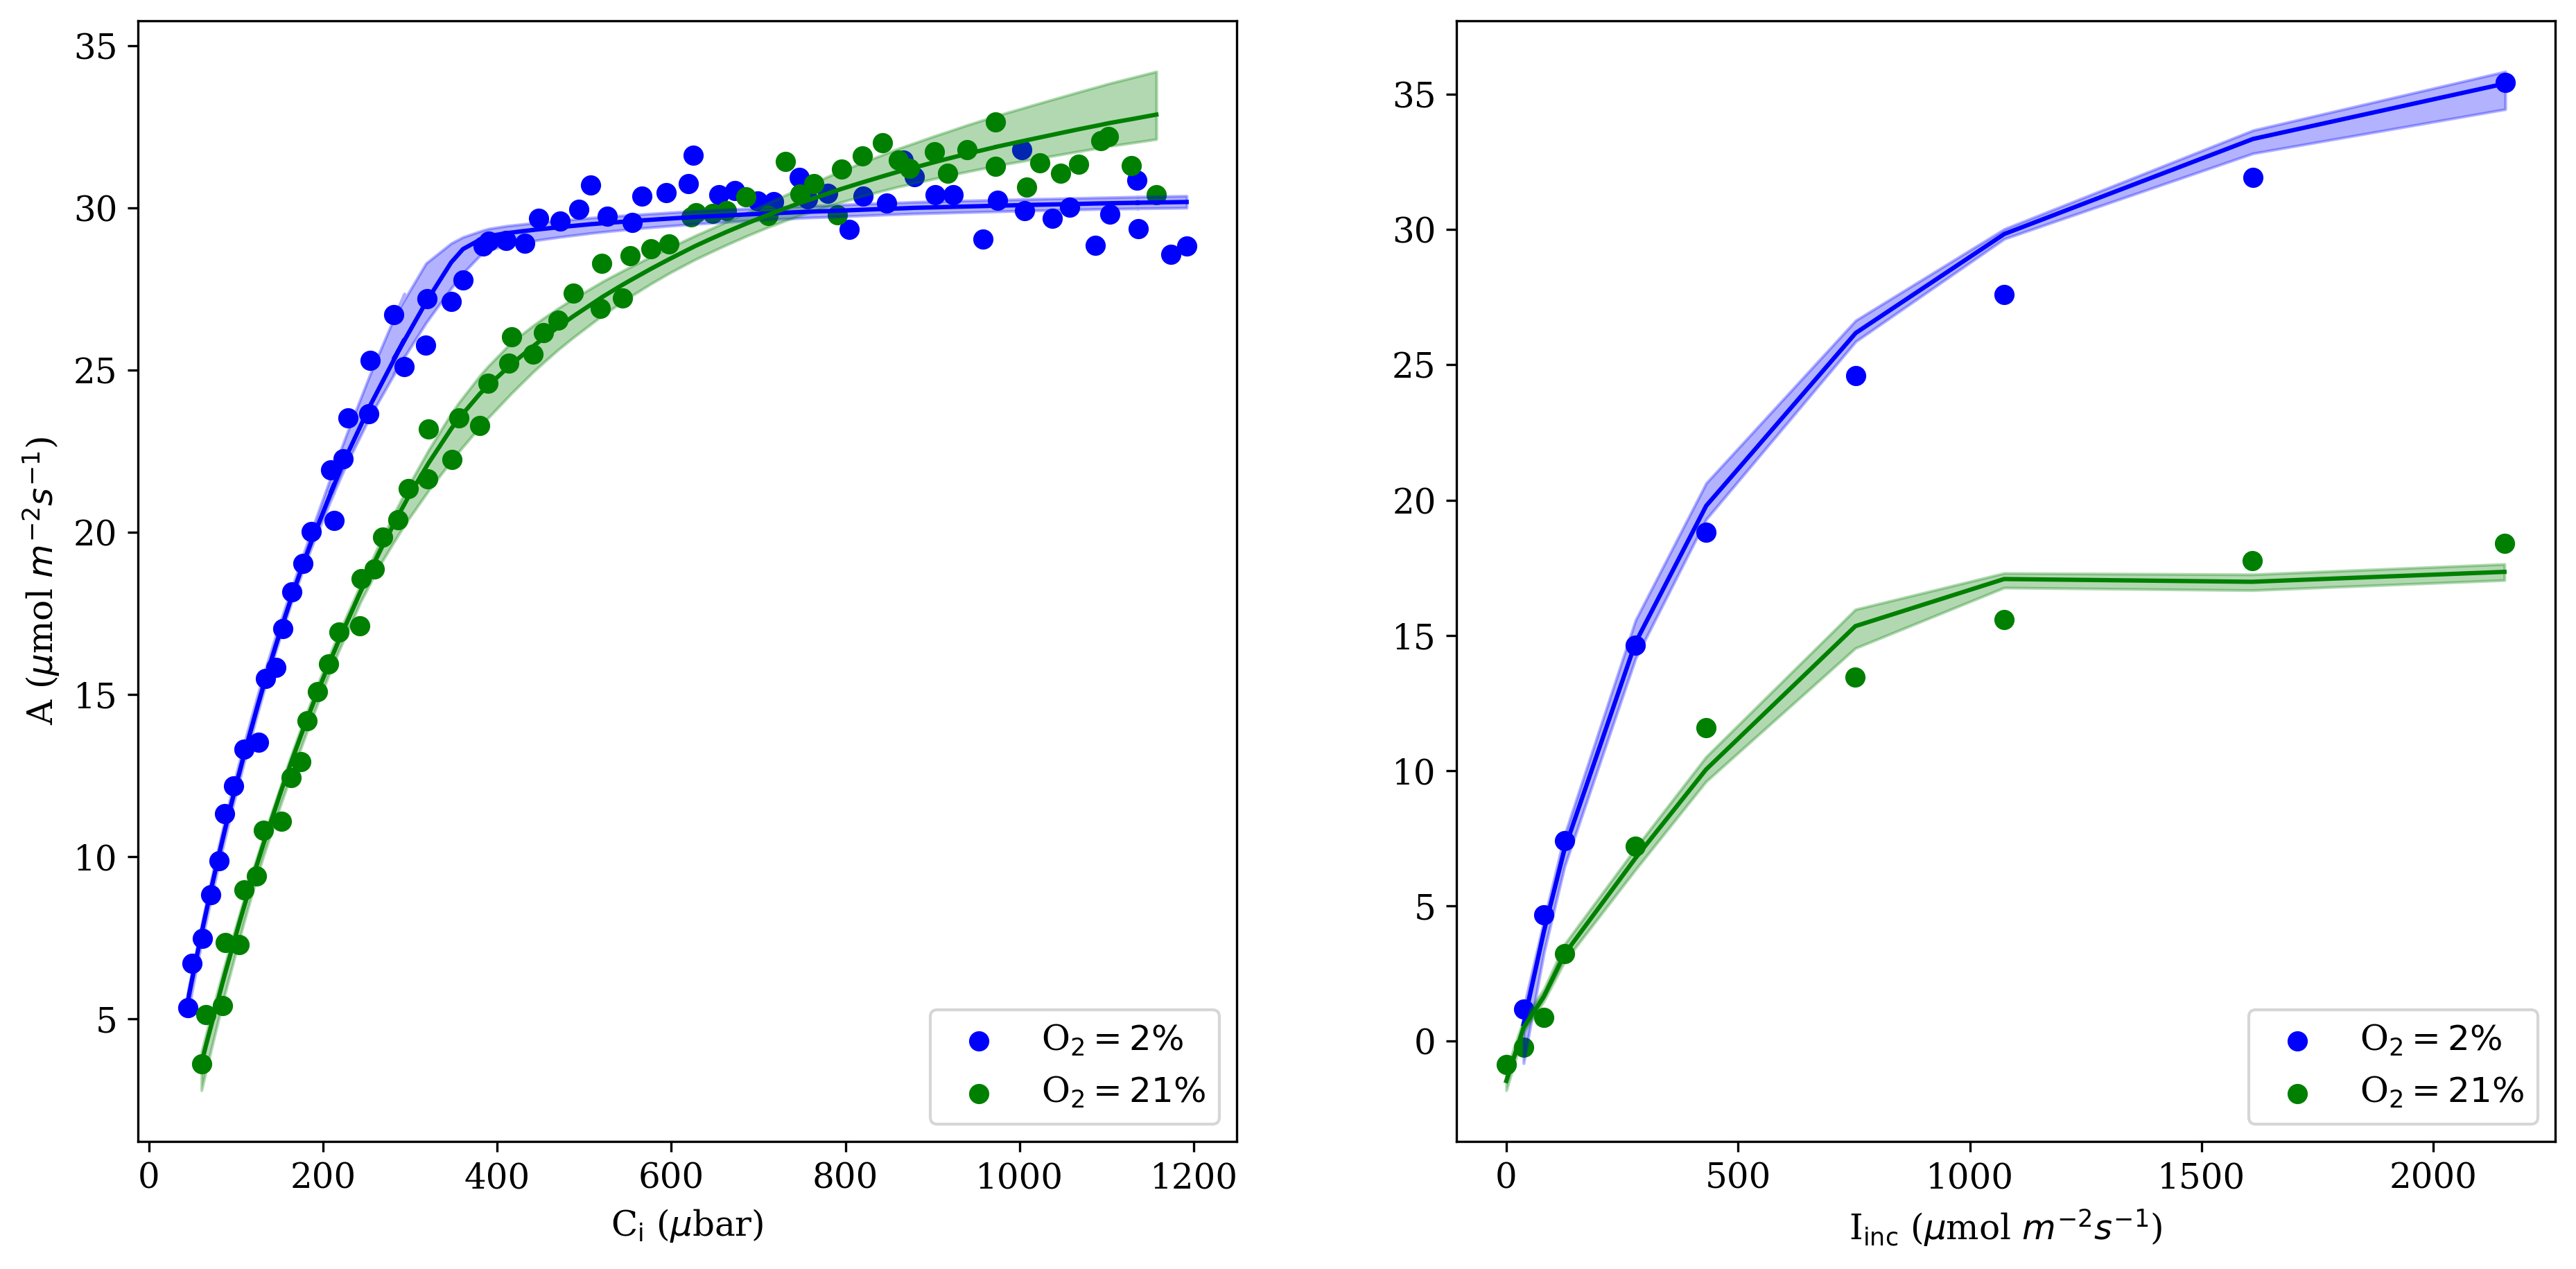 35
30
25
20
15
10
5
A (μmol m⁻²s⁻¹)
0 200 400 600 800 1000 1200
Cᵢ (μbar)
O₂ = 2%
O₂ = 21%
35
30
25
20
15
10
5
0
0 500 1000 1500 2000
I_inc (μmol m⁻²s⁻¹)
O₂ = 2%
O₂ = 21%